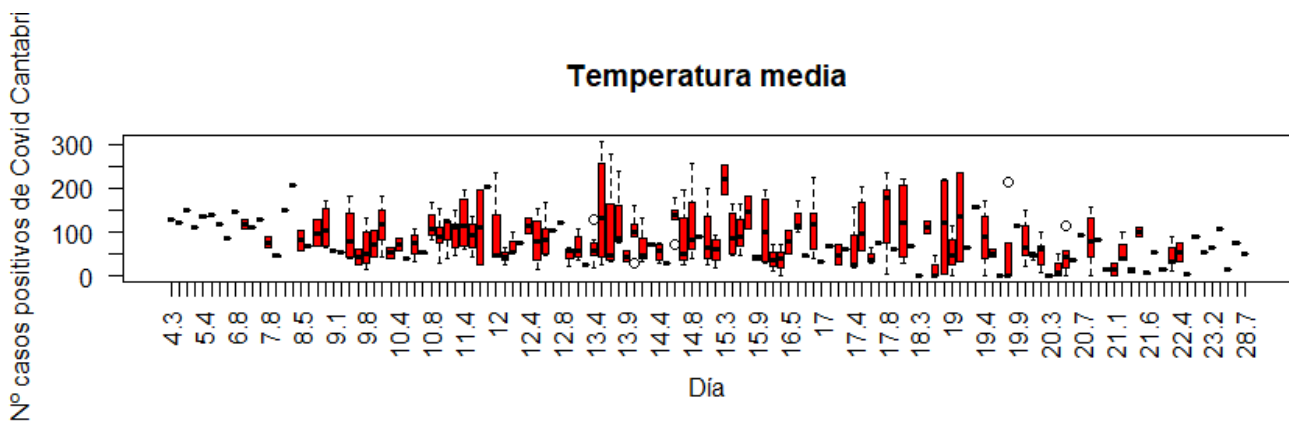 Temperatura media
Nº casos positivos de Covid Cantabri
300
200
100
0
4.3 5.4 6.8 7.8 8.5 9.1 9.8 10.4 10.8 11.4 12 12.4 12.8 13.4 13.9 14.4 14.8 15.3 15.9 16.5 17 17.4 17.8 18.3 19 19.4 19.9 20.3 20.7 21.1 21.6 22.4 23.2 28.7
Día